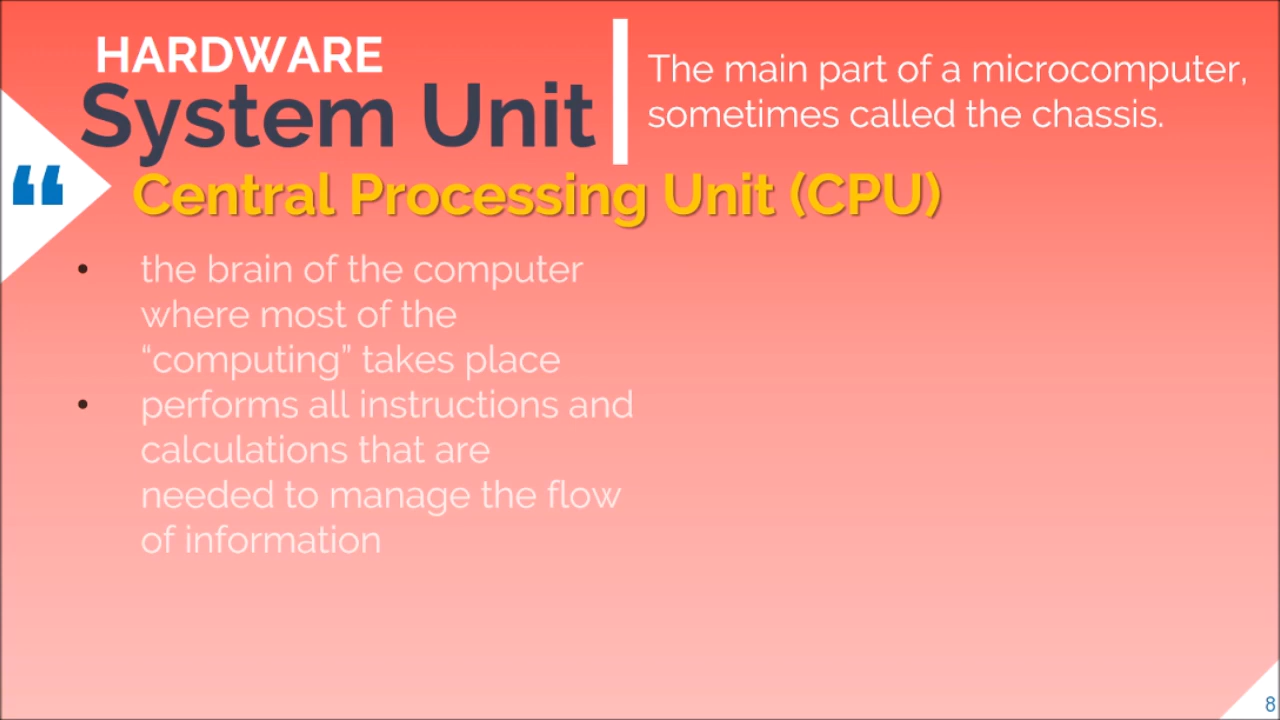 HARDWARE
System Unit
The main part of a microcomputer,
sometimes called the chassis.
“
Central Processing Unit (CPU)
• the brain of the computer
where most of the
“computing” takes place
• performs all instructions and
calculations that are
needed to manage the flow
of information
8